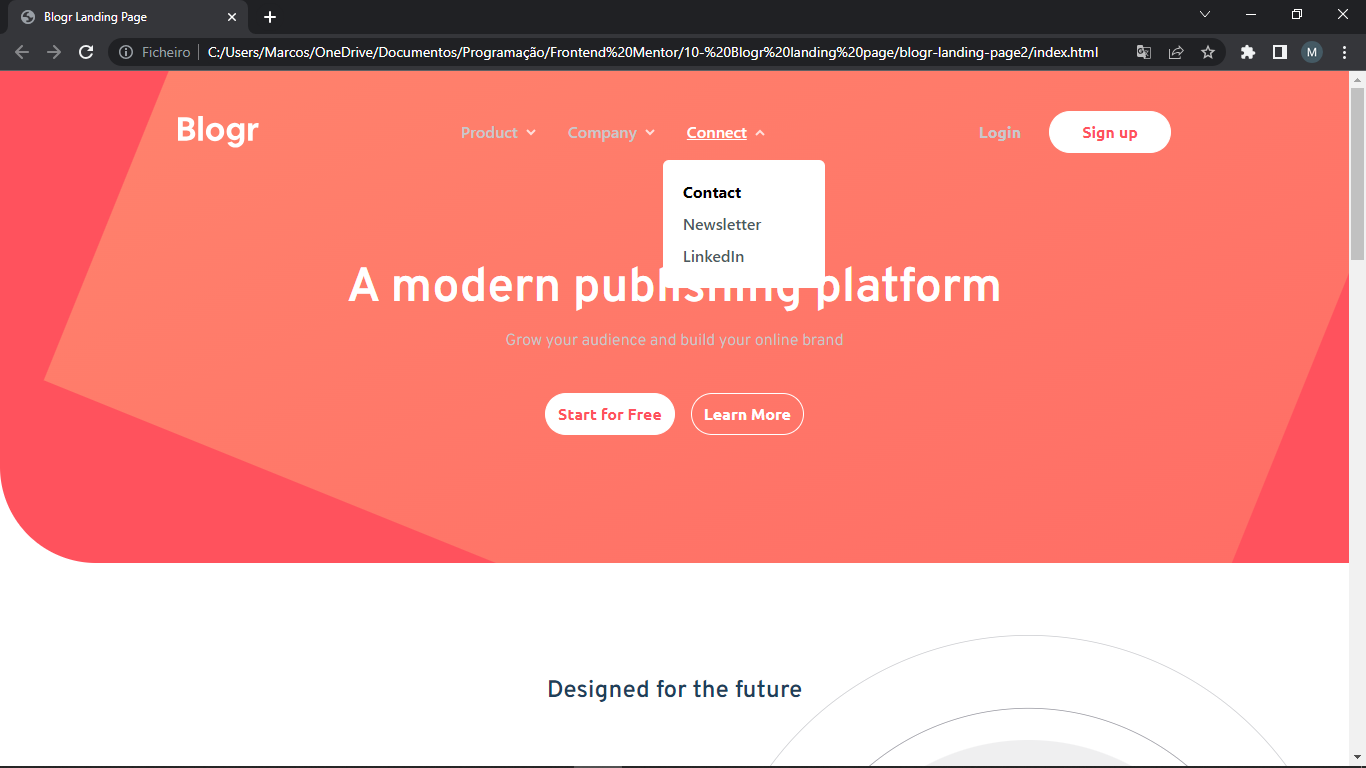 Blogr Landing Page
Ficheiro C:/Users/Marcos/OneDrive/Documentos/Programação/Frontend%20Mentor/10-%20Blogr%20landing%20page/blogr-landing-page2/index.html M
Blogr Product Company Connect Login Sign up
Contact
Newsletter
LinkedIn
A modern publishing platform
Grow your audience and build your online brand
Start for Free Learn More
Designed for the future